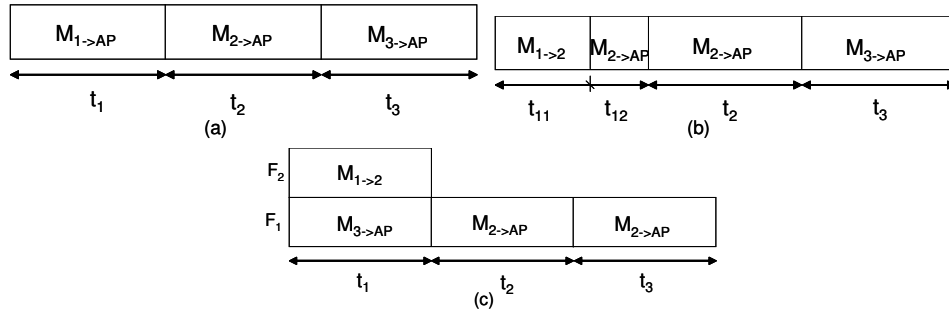 M1->AP M2->AP M3->AP
t1 t2 t3
(a)
M1->2 M2->AP M2->AP M3->AP
t11 t12 t2 t3
(b)
F2 M1->2
F1 M3->AP M2->AP M2->AP
t1 t2 t3
(c)